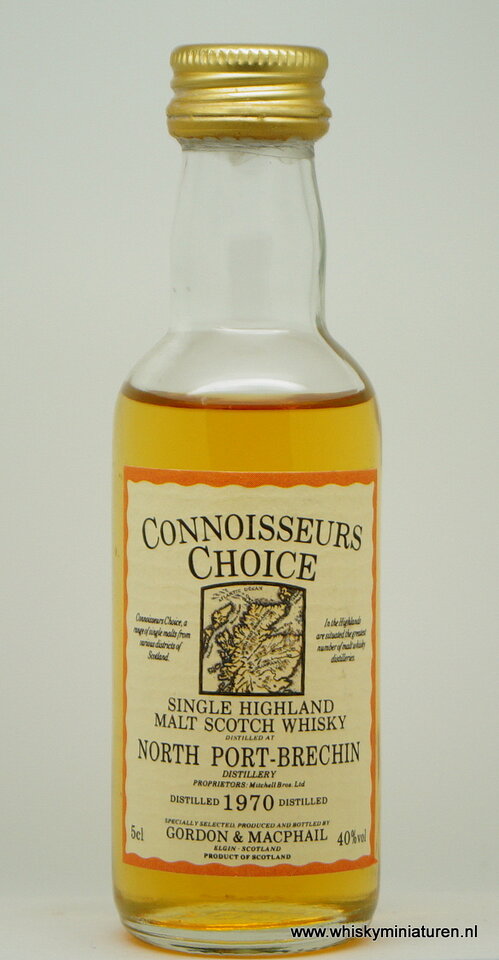 CONNOISSEURS
CHOICE
ATLANTIC OCEAN
Connoisseurs Choice, a
range of single malts from
various districts of
Scotland.
In the Highlands
are situated the greatest
number of malt whisky
distilleries.
SINGLE HIGHLAND
MALT SCOTCH WHISKY
DISTILLED AT
NORTH PORT-BRECHIN
DISTILLERY
PROPRIETORS: Mitchell Bros. Ltd
DISTILLED 1970 DISTILLED
SPECIALLY SELECTED, PRODUCED AND BOTTLED BY
5cl GORDON & MACPHAIL 40%vol
ELGIN - SCOTLAND
PRODUCT OF SCOTLAND
www.whiskyminiaturen.nl